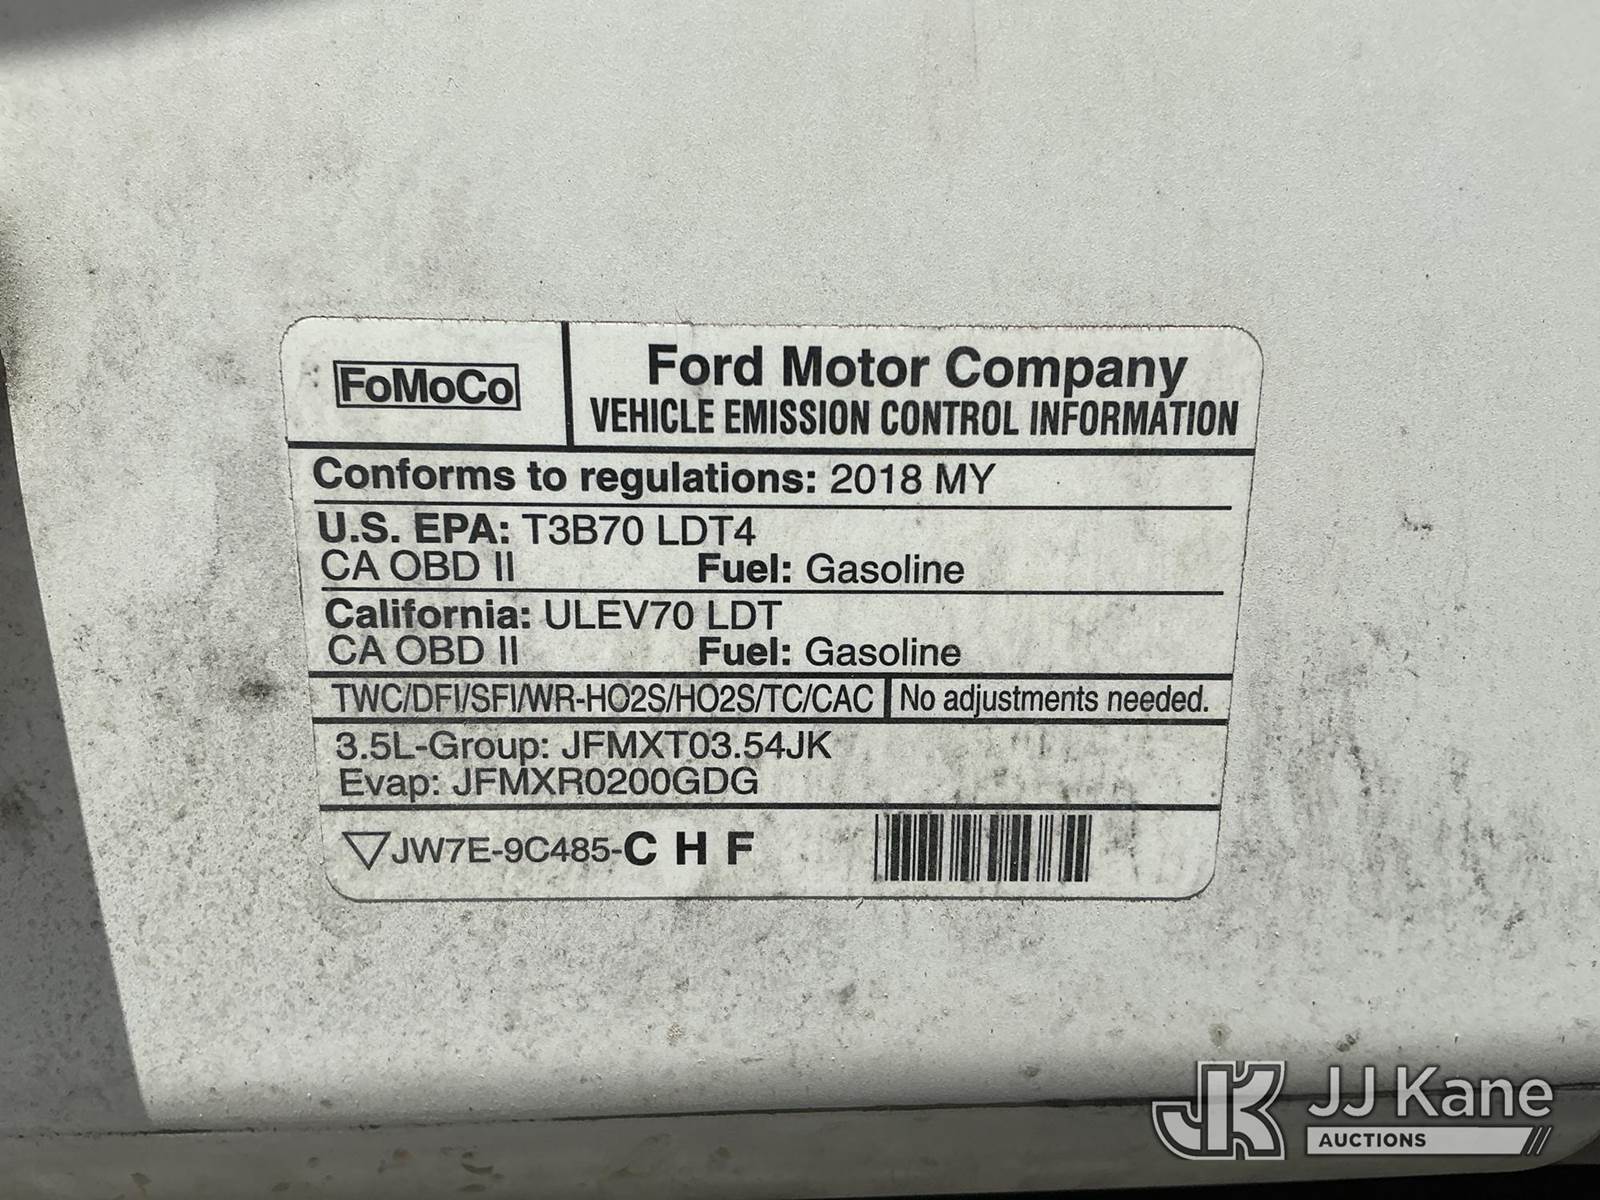 FoMoCo
Ford Motor Company
VEHICLE EMISSION CONTROL INFORMATION
Conforms to regulations: 2018 MY
U.S. EPA: T3B70 LDT4
CA OBD II Fuel: Gasoline
California: ULEV70 LDT
CA OBD II Fuel: Gasoline
TWC/DFI/SFI/WR-HO2S/HO2S/TC/CAC No adjustments needed.
3.5L-Group: JFMXT03.54JK
Evap: JFMXR0200GDG
JW7E-9C485-C H F
JK JJ Kane
AUCTIONS